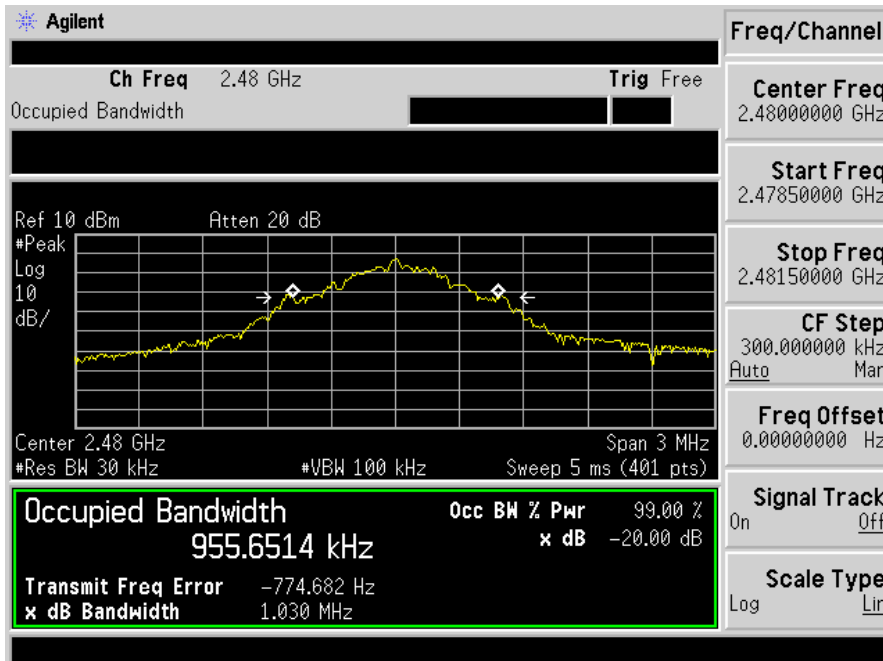 Agilent
Freq/Channel
Ch Freq 2.48 GHz Trig Free
Occupied Bandwidth
Center Freq
2.48000000 GHz
Start Freq
2.47850000 GHz
Stop Freq
2.48150000 GHz
CF Step
300.000000 kHz
Auto Man
Freq Offset
0.00000000 Hz
Signal Track
On Off
Scale Type
Log Lin
Ref 10 dBm Atten 20 dB
#Peak
Log
10
dB/
Center 2.48 GHz Span 3 MHz
#Res BW 30 kHz #VBW 100 kHz Sweep 5 ms (401 pts)
Occupied Bandwidth
955.6514 kHz
Occ BW % Pwr 99.00 %
x dB -20.00 dB
Transmit Freq Error -774.682 Hz
x dB Bandwidth 1.030 MHz